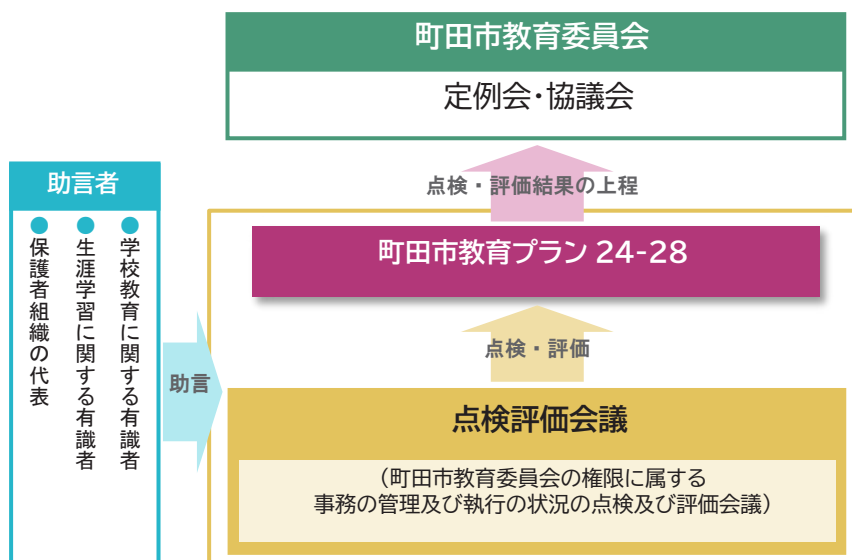 町田市教育委員会
定例会・協議会
点検・評価結果の上程
助言者
●学校教育に関する有識者
●生涯学習に関する有識者
●保護者組織の代表
助言
町田市教育プラン 24-28
点検・評価
点検評価会議
（町田市教育委員会の権限に属する
事務の管理及び執行の状況の点検及び評価会議）